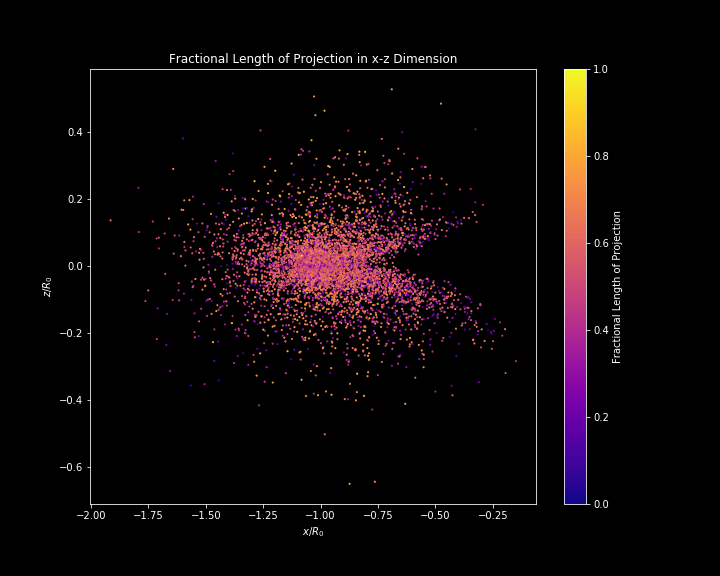 Fractional Length of Projection in x-z Dimension
z/R₀
0.4
0.2
0.0
−0.2
−0.4
−0.6
−2.00 −1.75 −1.50 −1.25 −1.00 −0.75 −0.50 −0.25
x/R₀
1.0
0.8
0.6
0.4
0.2
0.0
Fractional Length of Projection